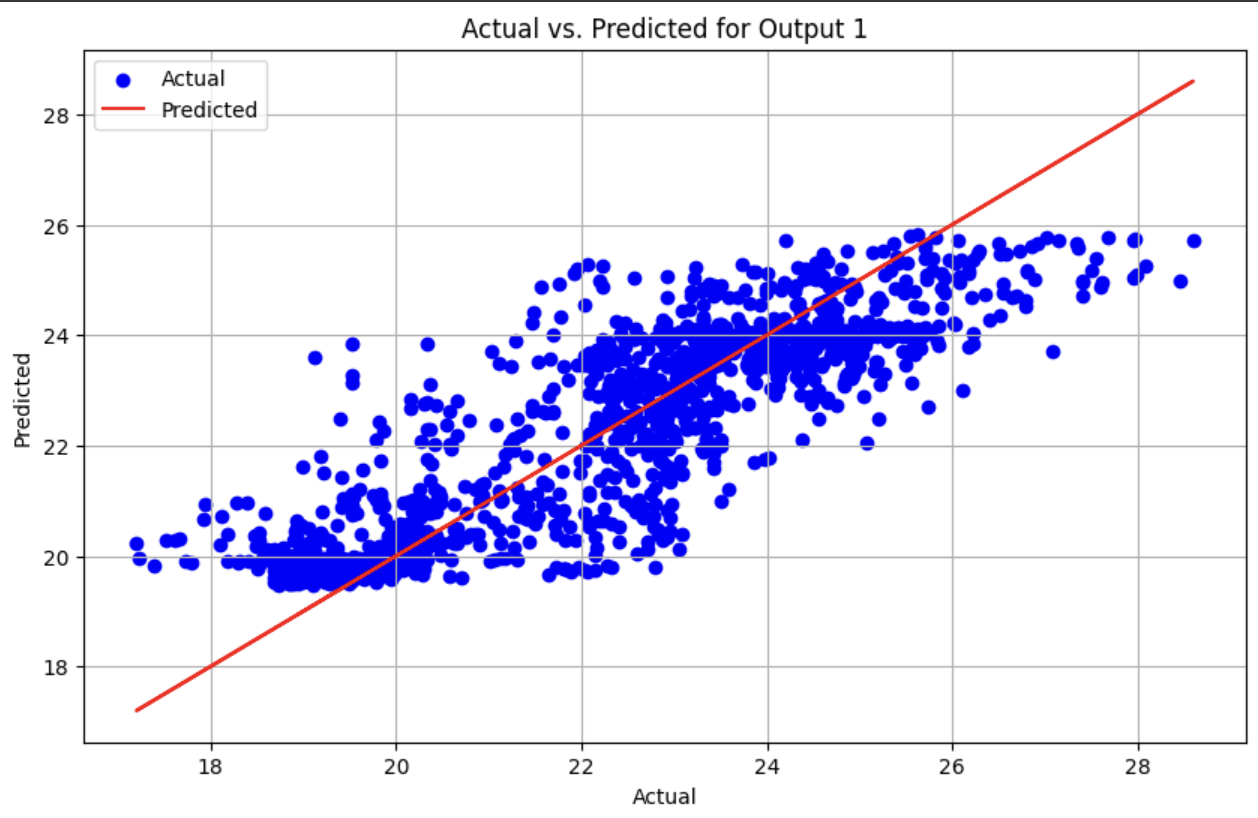 Actual vs. Predicted for Output 1
Actual
Predicted
28
26
24
22
20
18
Predicted
18 20 22 24 26 28
Actual